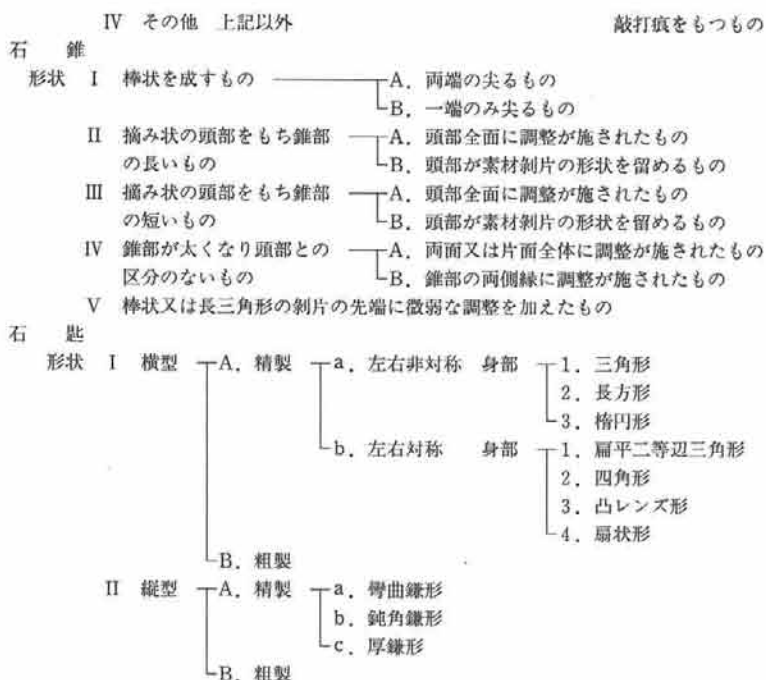 IV その他 上記以外 敲打痕をもつもの
石 錐
形状 I 棒状を成すもの A. 両端の尖るもの
B. 一端のみ尖るもの
II 摘み状の頭部をもち錐部 A. 頭部全面に調整が施されたもの
の長いもの B. 頭部が素材剝片の形状を留めるもの
III 摘み状の頭部をもち錐部 A. 頭部全面に調整が施されたもの
の短いもの B. 頭部が素材剝片の形状を留めるもの
IV 錐部が太くなり頭部との A. 両面又は片面全体に調整が施されたもの
区分のないもの B. 錐部の両側縁に調整が施されたもの
V 棒状又は長三角形の剝片の先端に微弱な調整を加えたもの
石 匙
形状 I 横型 A. 精製 a. 左右非対称 身部 1. 三角形
2. 長方形
3. 楕円形
b. 左右対称 身部 1. 扁平二等辺三角形
2. 四角形
3. 凸レンズ形
4. 扇状形
B. 粗製
II 縦型 A. 精製 a. 彎曲鎌形
b. 鈍角鎌形
c. 厚鎌形
B. 粗製